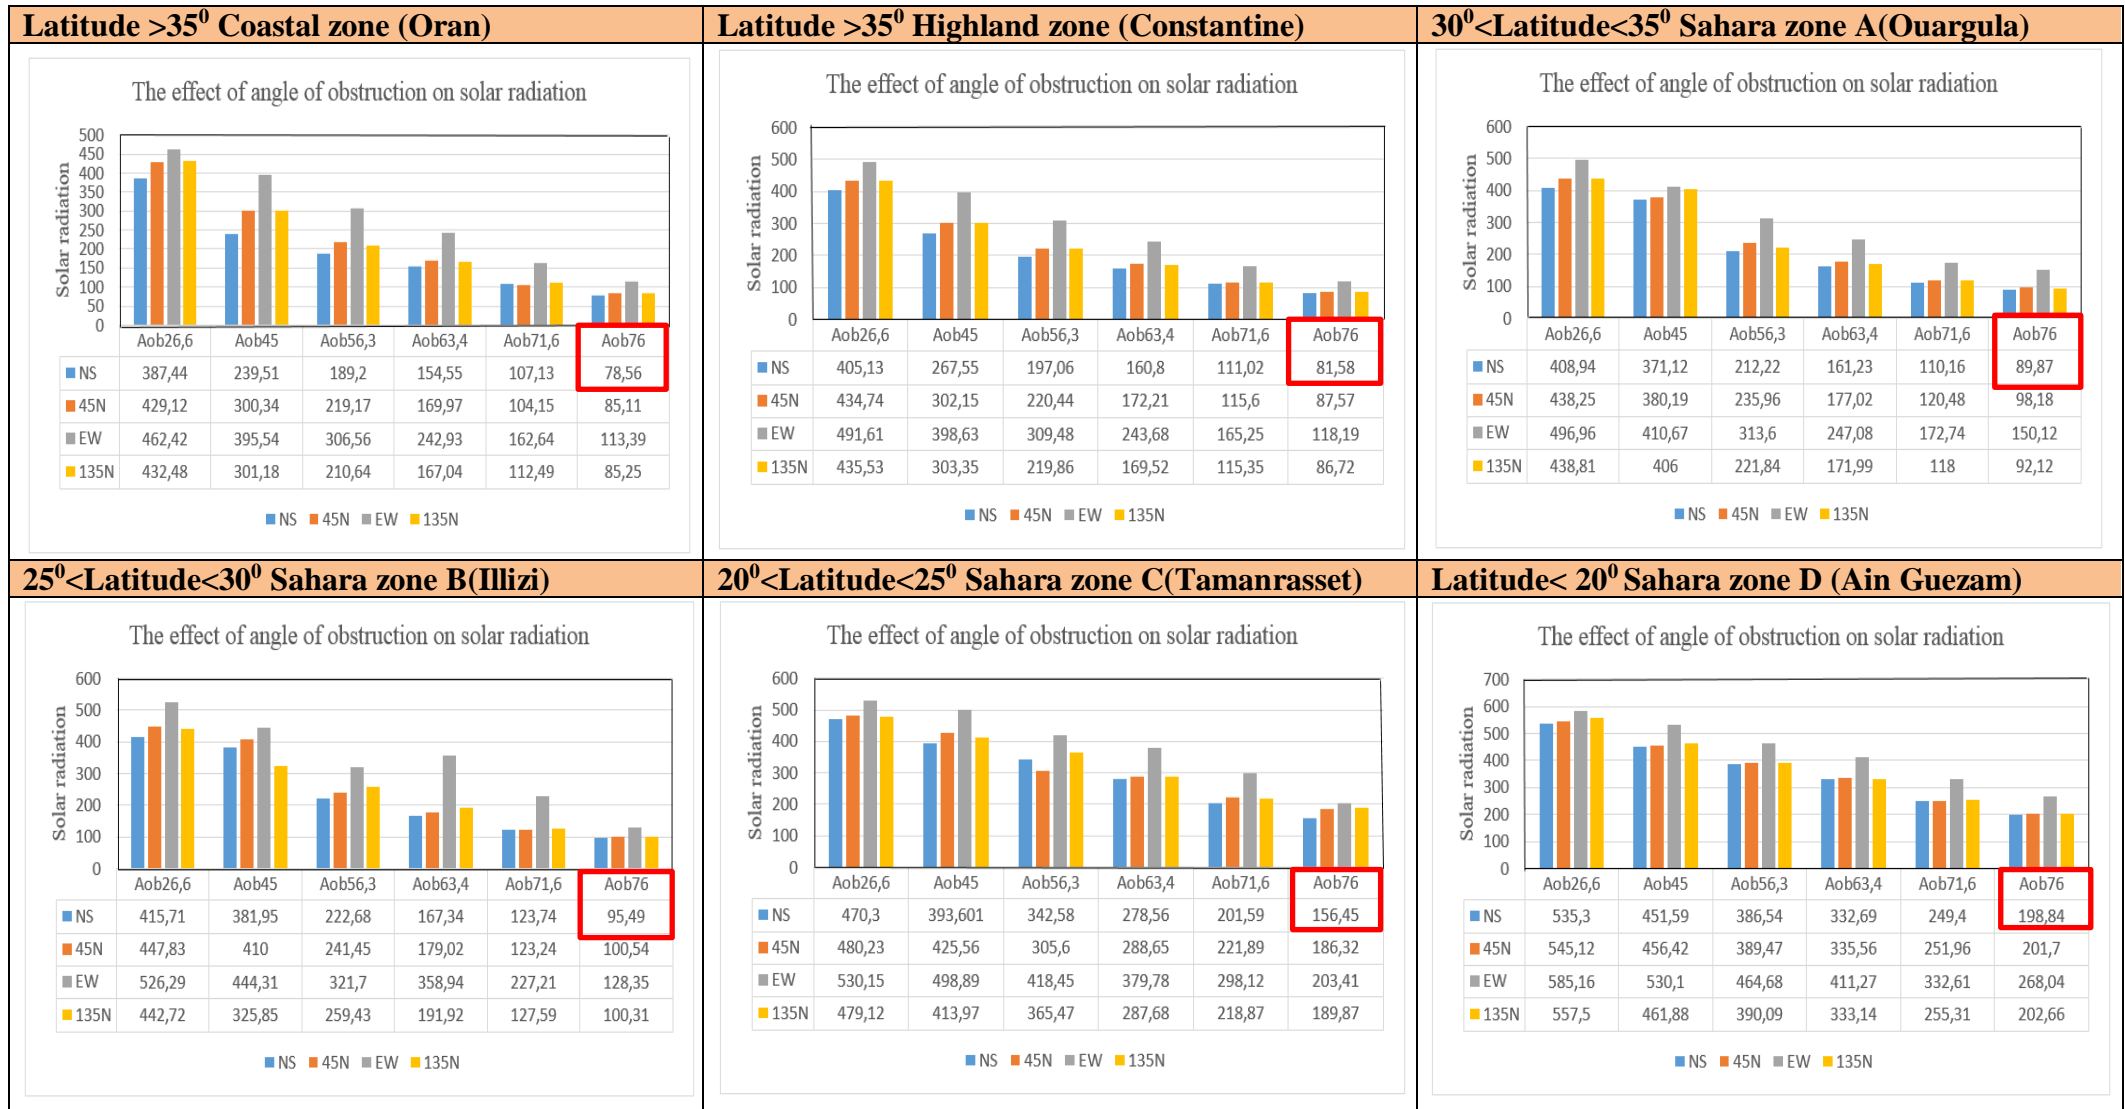 Latitude >35⁰ Coastal zone (Oran)
The effect of angle of obstruction on solar radiation
Solar radiation
500
450
400
350
300
250
200
150
100
50
0
Aob26,6 Aob45 Aob56,3 Aob63,4 Aob71,6 Aob76
NS 387,44 239,51 189,2 154,55 107,13 78,56
45N 429,12 300,34 219,17 169,97 104,15 85,11
EW 462,42 395,54 306,56 242,93 162,64 113,39
135N 432,48 301,18 210,64 167,04 112,49 85,25
NS 45N EW 135N
Latitude >35⁰ Highland zone (Constantine)
The effect of angle of obstruction on solar radiation
Solar radiation
600
500
400
300
200
100
0
Aob26,6 Aob45 Aob56,3 Aob63,4 Aob71,6 Aob76
NS 405,13 267,55 197,06 160,8 111,02 81,58
45N 434,74 302,15 220,44 172,21 115,6 87,57
EW 491,61 398,63 309,48 243,68 165,25 118,19
135N 435,53 303,35 219,86 169,52 115,35 86,72
NS 45N EW 135N
30⁰<Latitude<35⁰ Sahara zone A(Ouargula)
The effect of angle of obstruction on solar radiation
Solar radiation
600
500
400
300
200
100
0
Aob26,6 Aob45 Aob56,3 Aob63,4 Aob71,6 Aob76
NS 408,94 371,12 212,22 161,23 110,16 89,87
45N 438,25 380,19 235,96 177,02 120,48 98,18
EW 496,96 410,67 313,6 247,08 172,74 150,12
135N 438,81 406 221,84 171,99 118 92,12
NS 45N EW 135N
25⁰<Latitude<30⁰ Sahara zone B(Illizi)
The effect of angle of obstruction on solar radiation
Solar radiation
600
500
400
300
200
100
0
Aob26,6 Aob45 Aob56,3 Aob63,4 Aob71,6 Aob76
NS 415,71 381,95 222,68 167,34 123,74 95,49
45N 447,83 410 241,45 179,02 123,24 100,54
EW 526,29 444,31 321,7 358,94 227,21 128,35
135N 442,72 325,85 259,43 191,92 127,59 100,31
NS 45N EW 135N
20⁰<Latitude<25⁰ Sahara zone C(Tamanrasset)
The effect of angle of obstruction on solar radiation
Solar radiation
600
500
400
300
200
100
0
Aob26,6 Aob45 Aob56,3 Aob63,4 Aob71,6 Aob76
NS 470,3 393,601 342,58 278,56 201,59 156,45
45N 480,23 425,56 305,6 288,65 221,89 186,32
EW 530,15 498,89 418,45 379,78 298,12 203,41
135N 479,12 413,97 365,47 287,68 218,87 189,87
NS 45N EW 135N
Latitude< 20⁰ Sahara zone D (Ain Guezam)
The effect of angle of obstruction on solar radiation
Solar radiation
700
600
500
400
300
200
100
0
Aob26,6 Aob45 Aob56,3 Aob63,4 Aob71,6 Aob76
NS 535,3 451,59 386,54 332,69 249,4 198,84
45N 545,12 456,42 389,47 335,56 251,96 201,7
EW 585,16 530,1 464,68 411,27 332,61 268,04
135N 557,5 461,88 390,09 333,14 255,31 202,66
NS 45N EW 135N